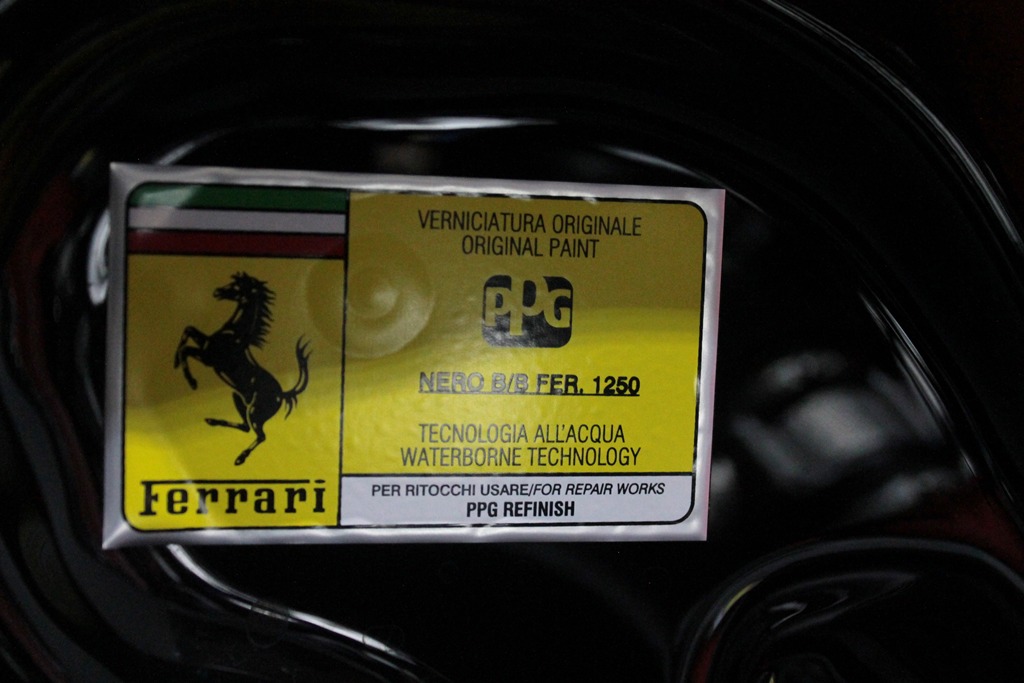 VERNICIATURA ORIGINALE
ORIGINAL PAINT
PPG
NERO B/B FER. 1250
TECNOLOGIA ALL'ACQUA
WATERBORNE TECHNOLOGY
Ferrari
PER RITOCCHI USARE/FOR REPAIR WORKS
PPG REFINISH